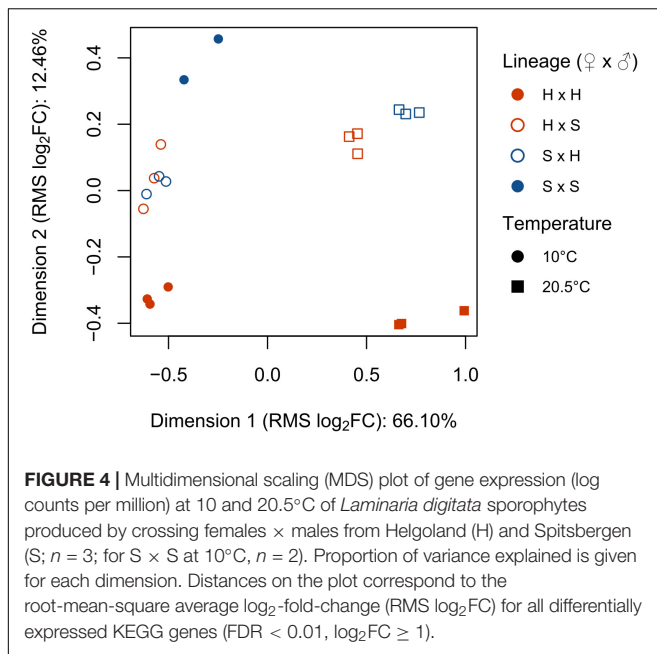 Dimension 2 (RMS log₂FC): 12.46%
0.4
0.2
0.0
−0.2
−0.4
−0.5
0.0
0.5
1.0
Dimension 1 (RMS log₂FC): 66.10%
Lineage (♀ x ♂)
H x H
H x S
S x H
S x S
Temperature
10°C
20.5°C
FIGURE 4 | Multidimensional scaling (MDS) plot of gene expression (log
counts per million) at 10 and 20.5°C of Laminaria digitata sporophytes
produced by crossing females × males from Helgoland (H) and Spitsbergen
(S; n = 3; for S × S at 10°C, n = 2). Proportion of variance explained is given
for each dimension. Distances on the plot correspond to the
root-mean-square average log₂-fold-change (RMS log₂FC) for all differentially
expressed KEGG genes (FDR < 0.01, log₂FC ≥ 1).